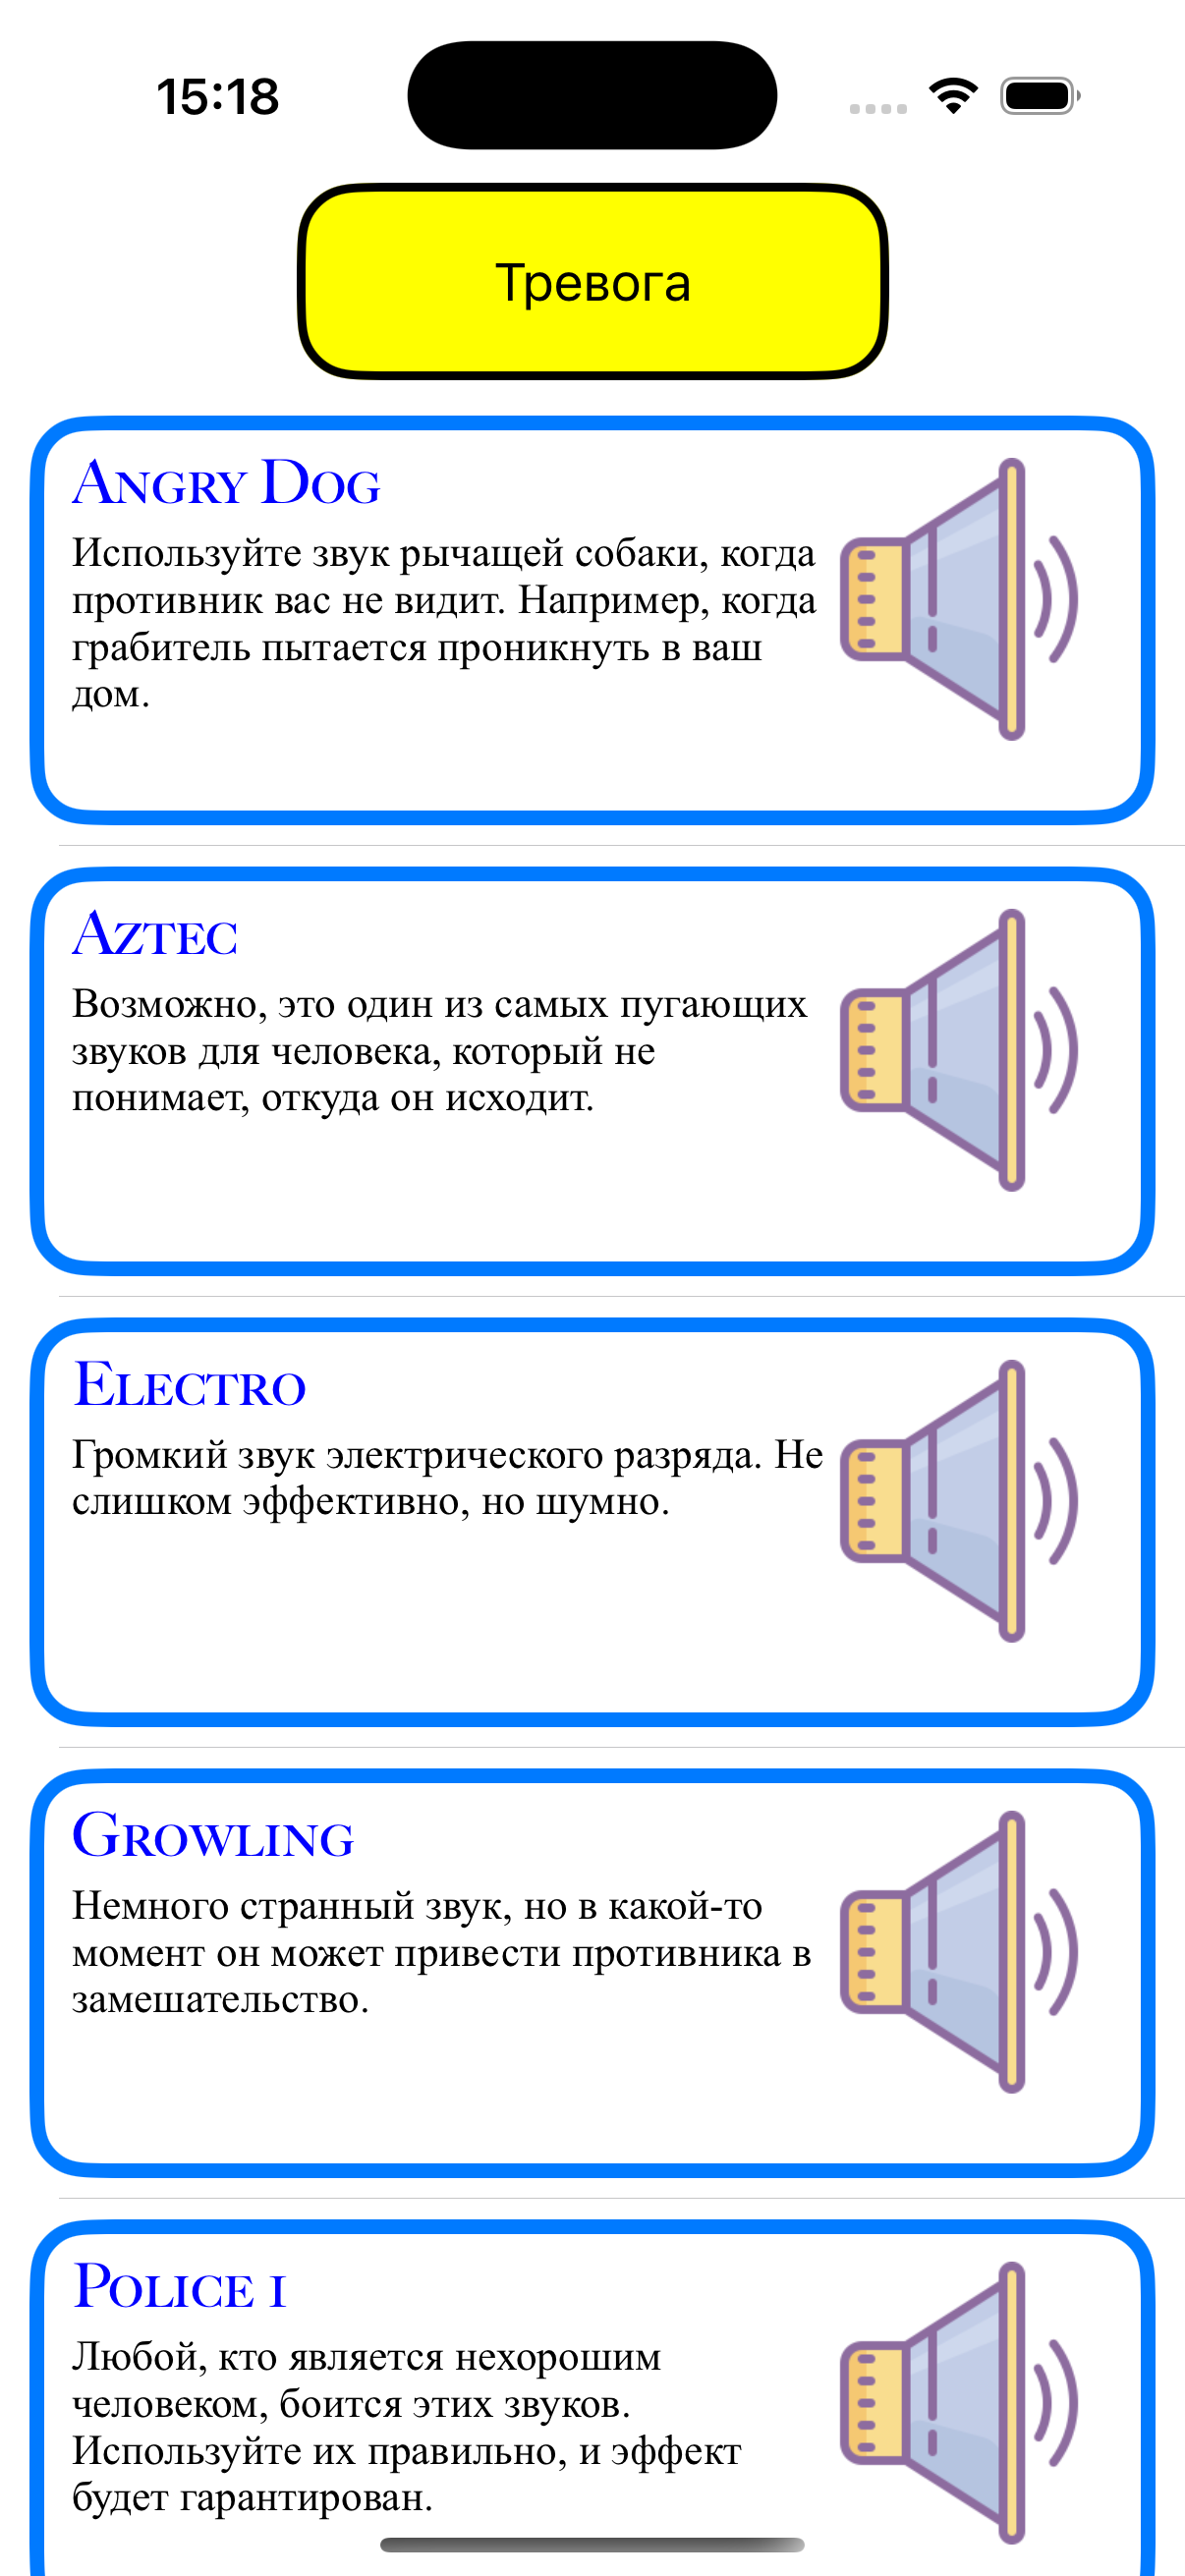 15:18
Тревога
Angry Dog
Используйте звук рычащей собаки, когда
противник вас не видит. Например, когда
грабитель пытается проникнуть в ваш
дом.
Aztec
Возможно, это один из самых пугающих
звуков для человека, который не
понимает, откуда он исходит.
Electro
Громкий звук электрического разряда. Не
слишком эффективно, но шумно.
Growling
Немного странный звук, но в какой-то
момент он может привести противника в
замешательство.
Police 1
Любой, кто является нехорошим
человеком, боится этих звуков.
Используйте их правильно, и эффект
будет гарантирован.